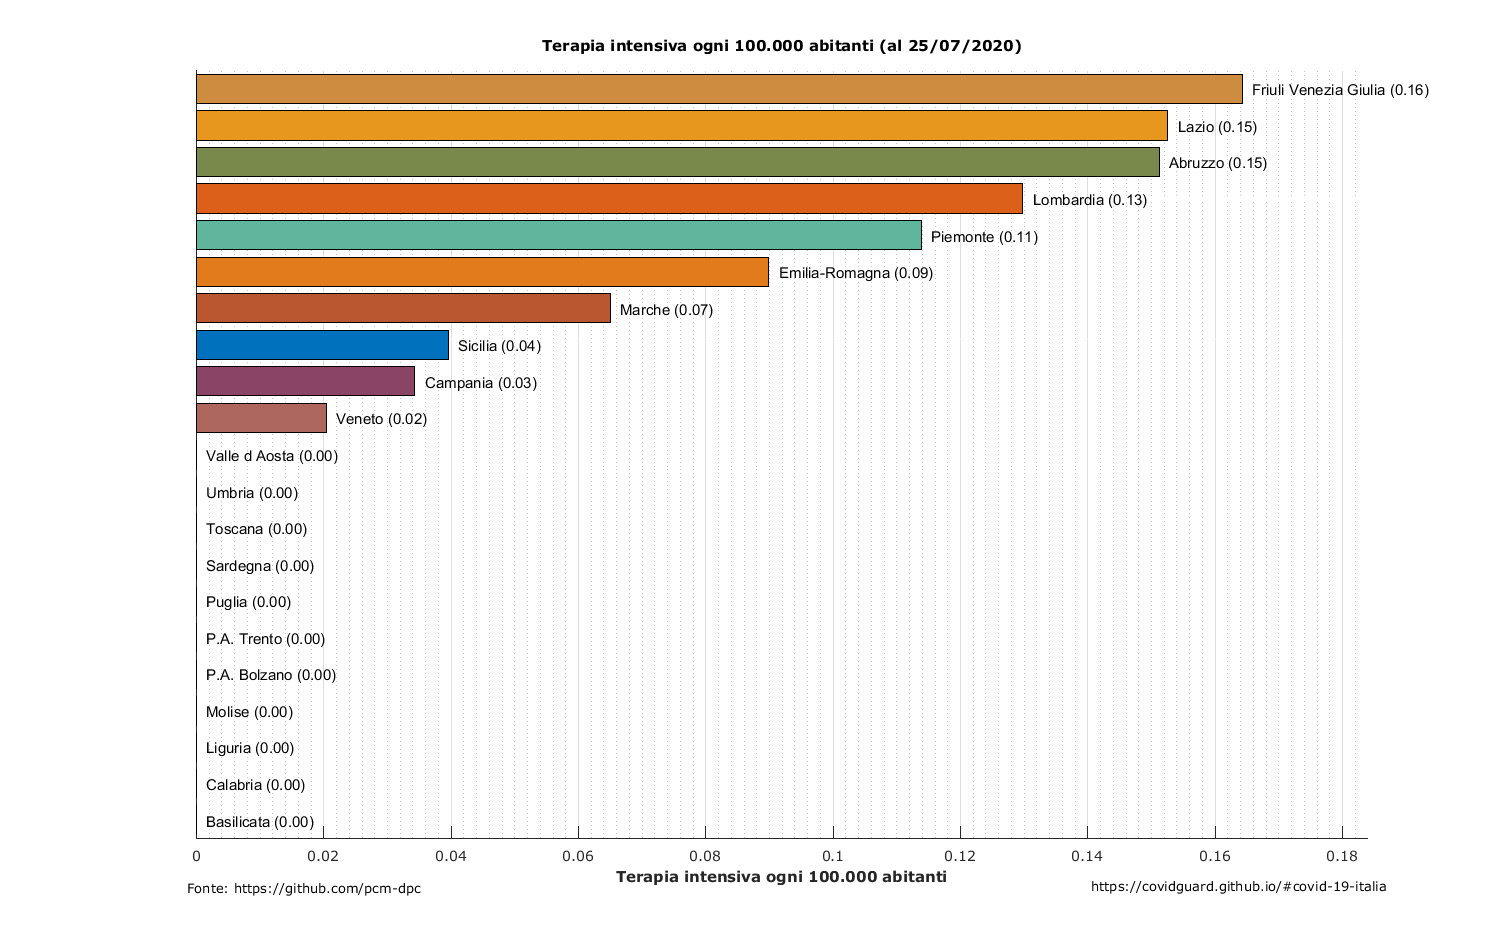 Terapia intensiva ogni 100.000 abitanti (al 25/07/2020)
Friuli Venezia Giulia (0.16)
Lazio (0.15)
Abruzzo (0.15)
Lombardia (0.13)
Piemonte (0.11)
Emilia-Romagna (0.09)
Marche (0.07)
Sicilia (0.04)
Campania (0.03)
Veneto (0.02)
Valle d Aosta (0.00)
Umbria (0.00)
Toscana (0.00)
Sardegna (0.00)
Puglia (0.00)
P.A. Trento (0.00)
P.A. Bolzano (0.00)
Molise (0.00)
Liguria (0.00)
Calabria (0.00)
Basilicata (0.00)
0 0.02 0.04 0.06 0.08 0.1 0.12 0.14 0.16 0.18
Terapia intensiva ogni 100.000 abitanti
Fonte: https://github.com/pcm-dpc
https://covidguard.github.io/#covid-19-italia